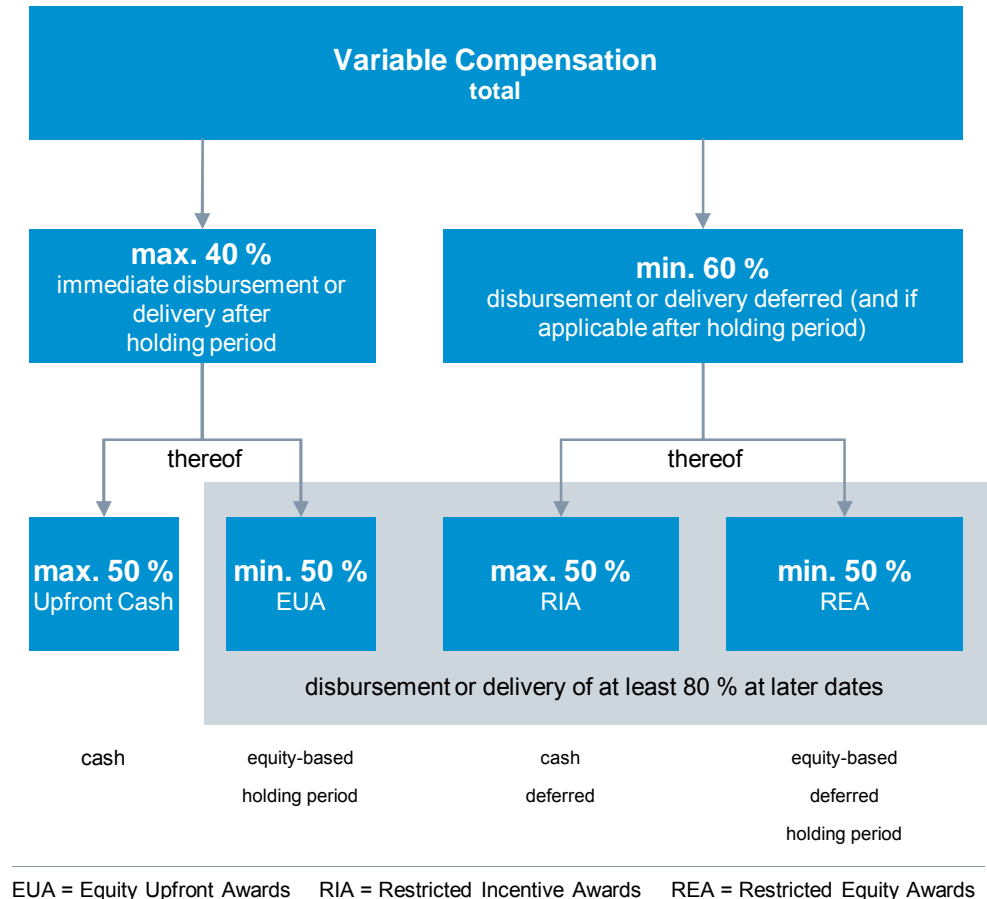 Variable Compensation
total
max. 40 %
immediate disbursement or
delivery after
holding period
min. 60 %
disbursement or delivery deferred (and if
applicable after holding period)
thereof
thereof
max. 50 %
Upfront Cash
min. 50 %
EUA
max. 50 %
RIA
min. 50 %
REA
disbursement or delivery of at least 80 % at later dates
cash
equity-based
holding period
cash
deferred
equity-based
deferred
holding period
EUA = Equity Upfront Awards RIA = Restricted Incentive Awards REA = Restricted Equity Awards